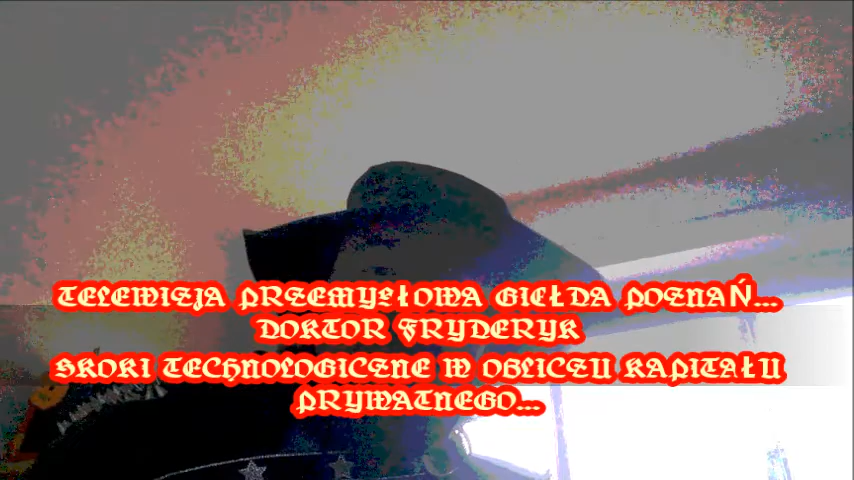 TELEWIZJA PRZEMYSŁOWA GIEŁDA POZNAŃ...
DOKTOR FRYDERYK
SKOKI TECHNOLOGICZNE W OBLICZU KAPITAŁU
PRYWATNEGO...